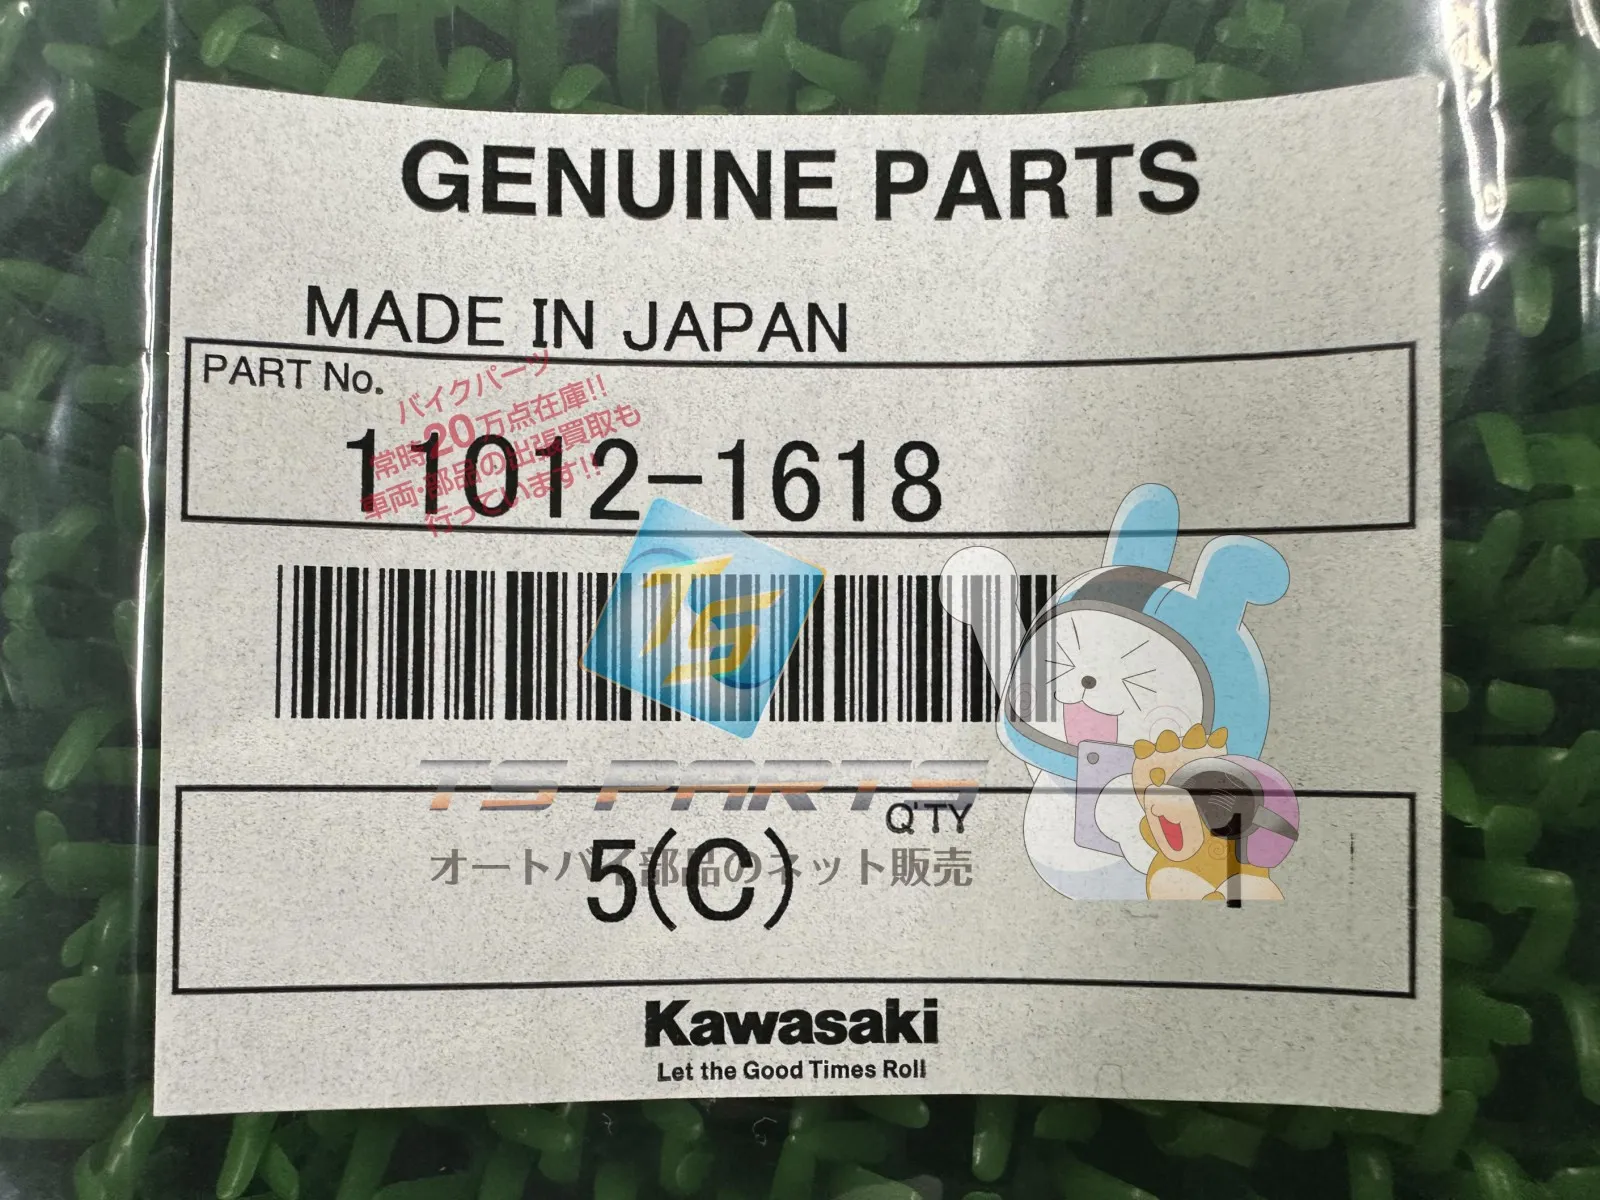 GENUINE PARTS
MADE IN JAPAN
PART No.
バイクパーツ
常時20万点在庫!!
車両・部品の出張買取も
行っています!!
11012-1618
TS
TS PARTS
オートバイ部品のネット販売
Q'TY
5(C)
1
Kawasaki
Let the Good Times Roll